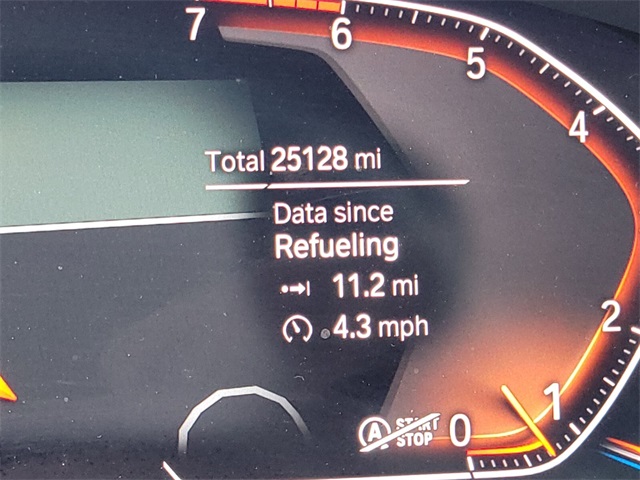 7
6
5
4
Total 25128 mi
Data since
Refueling
11.2 mi
2
4.3 mph
1
A START STOP 0